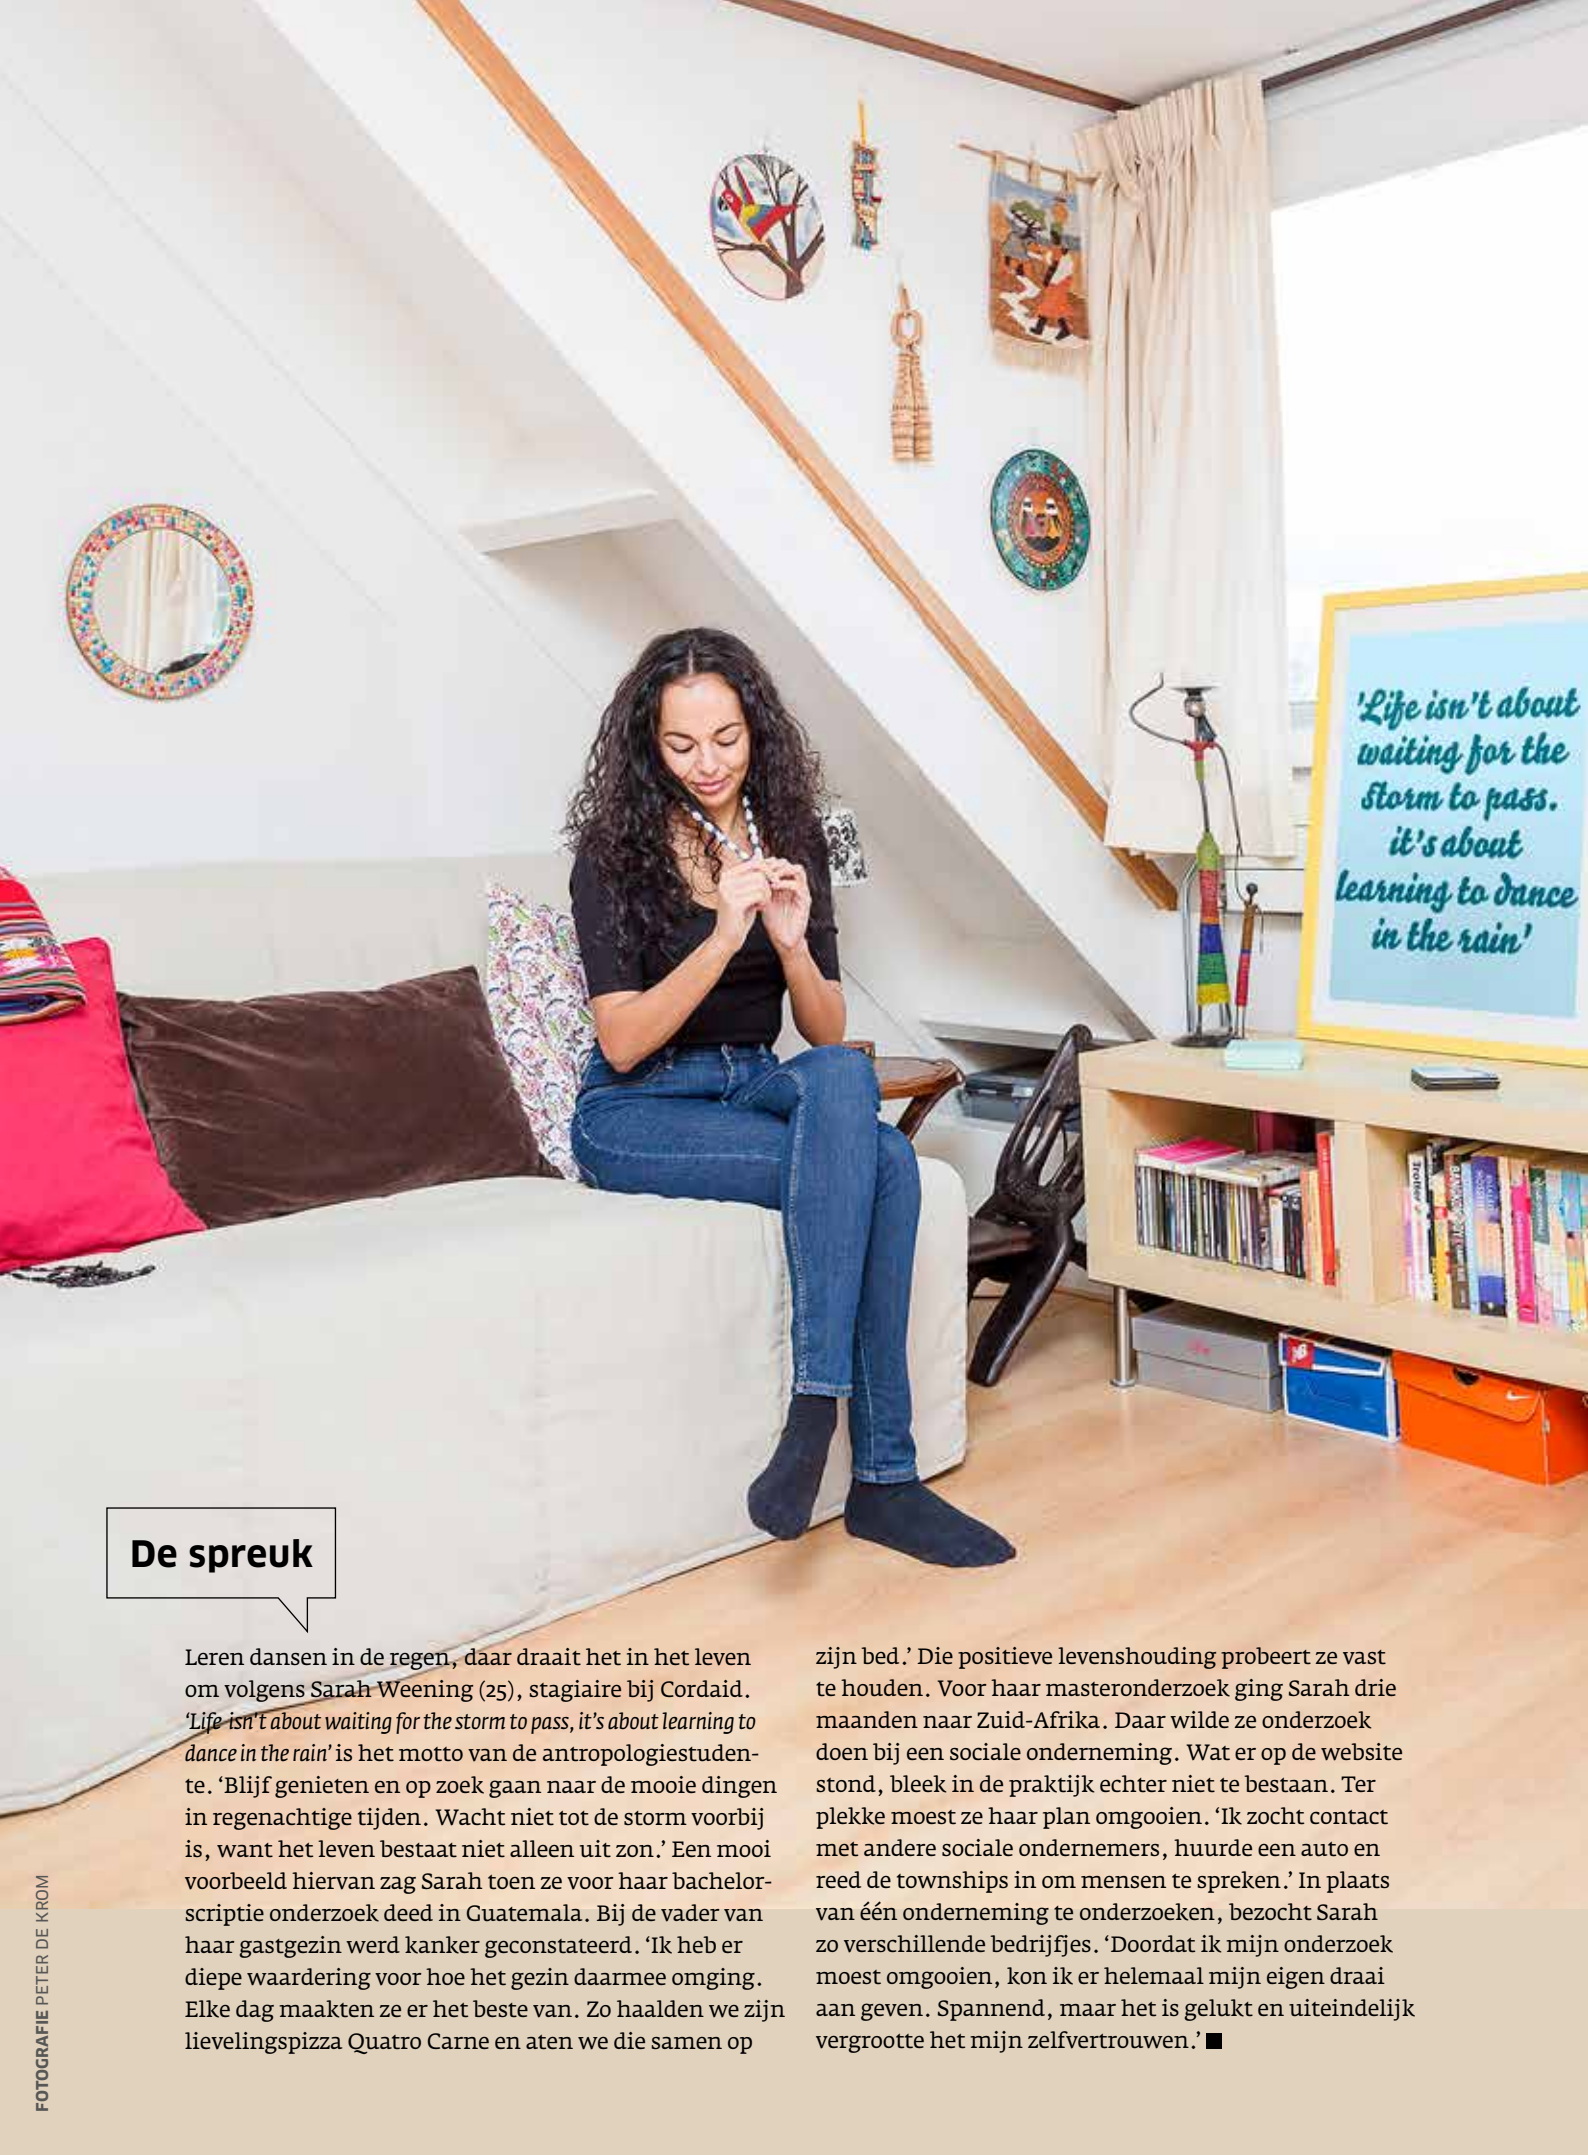 'Life isn't about
waiting for the
storm to pass.
it's about
learning to dance
in the rain'
Trotter
De spreuk
Leren dansen in de regen, daar draait het in het leven
om volgens Sarah Weening (25), stagiaire bij Cordaid.
‘Life isn’t about waiting for the storm to pass, it’s about learning to
dance in the rain’ is het motto van de antropologiestuden-
te. ‘Blijf genieten en op zoek gaan naar de mooie dingen
in regenachtige tijden. Wacht niet tot de storm voorbij
is, want het leven bestaat niet alleen uit zon.’ Een mooi
voorbeeld hiervan zag Sarah toen ze voor haar bachelor-
scriptie onderzoek deed in Guatemala. Bij de vader van
haar gastgezin werd kanker geconstateerd. ‘Ik heb er
diepe waardering voor hoe het gezin daarmee omging.
Elke dag maakten ze er het beste van. Zo haalden we zijn
lievelingspizza Quatro Carne en aten we die samen op
zijn bed.’ Die positieve levenshouding probeert ze vast
te houden. Voor haar masteronderzoek ging Sarah drie
maanden naar Zuid-Afrika. Daar wilde ze onderzoek
doen bij een sociale onderneming. Wat er op de website
stond, bleek in de praktijk echter niet te bestaan. Ter
plekke moest ze haar plan omgooien. ‘Ik zocht contact
met andere sociale ondernemers, huurde een auto en
reed de townships in om mensen te spreken.’ In plaats
van één onderneming te onderzoeken, bezocht Sarah
zo verschillende bedrijfjes. ‘Doordat ik mijn onderzoek
moest omgooien, kon ik er helemaal mijn eigen draai
aan geven. Spannend, maar het is gelukt en uiteindelijk
vergrootte het mijn zelfvertrouwen.’
FOTOGRAFIE PETER DE KROM